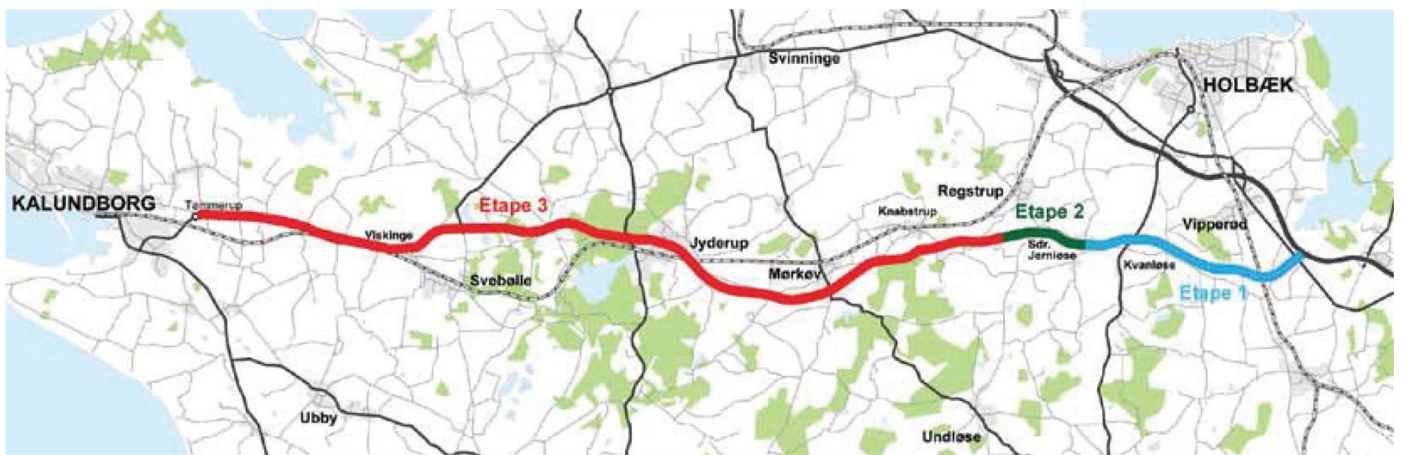 Svinninge
HOLBÆK
KALUNDBORG
Tømmerup
Etape 3
Viskinge
Svebølle
Jyderup
Mørkøv
Regstrup
Knabstrup
Etape 2
Sdr.
Jernløse
Vipperød
Kvanløse
Etape 1
Ubby
Undløse